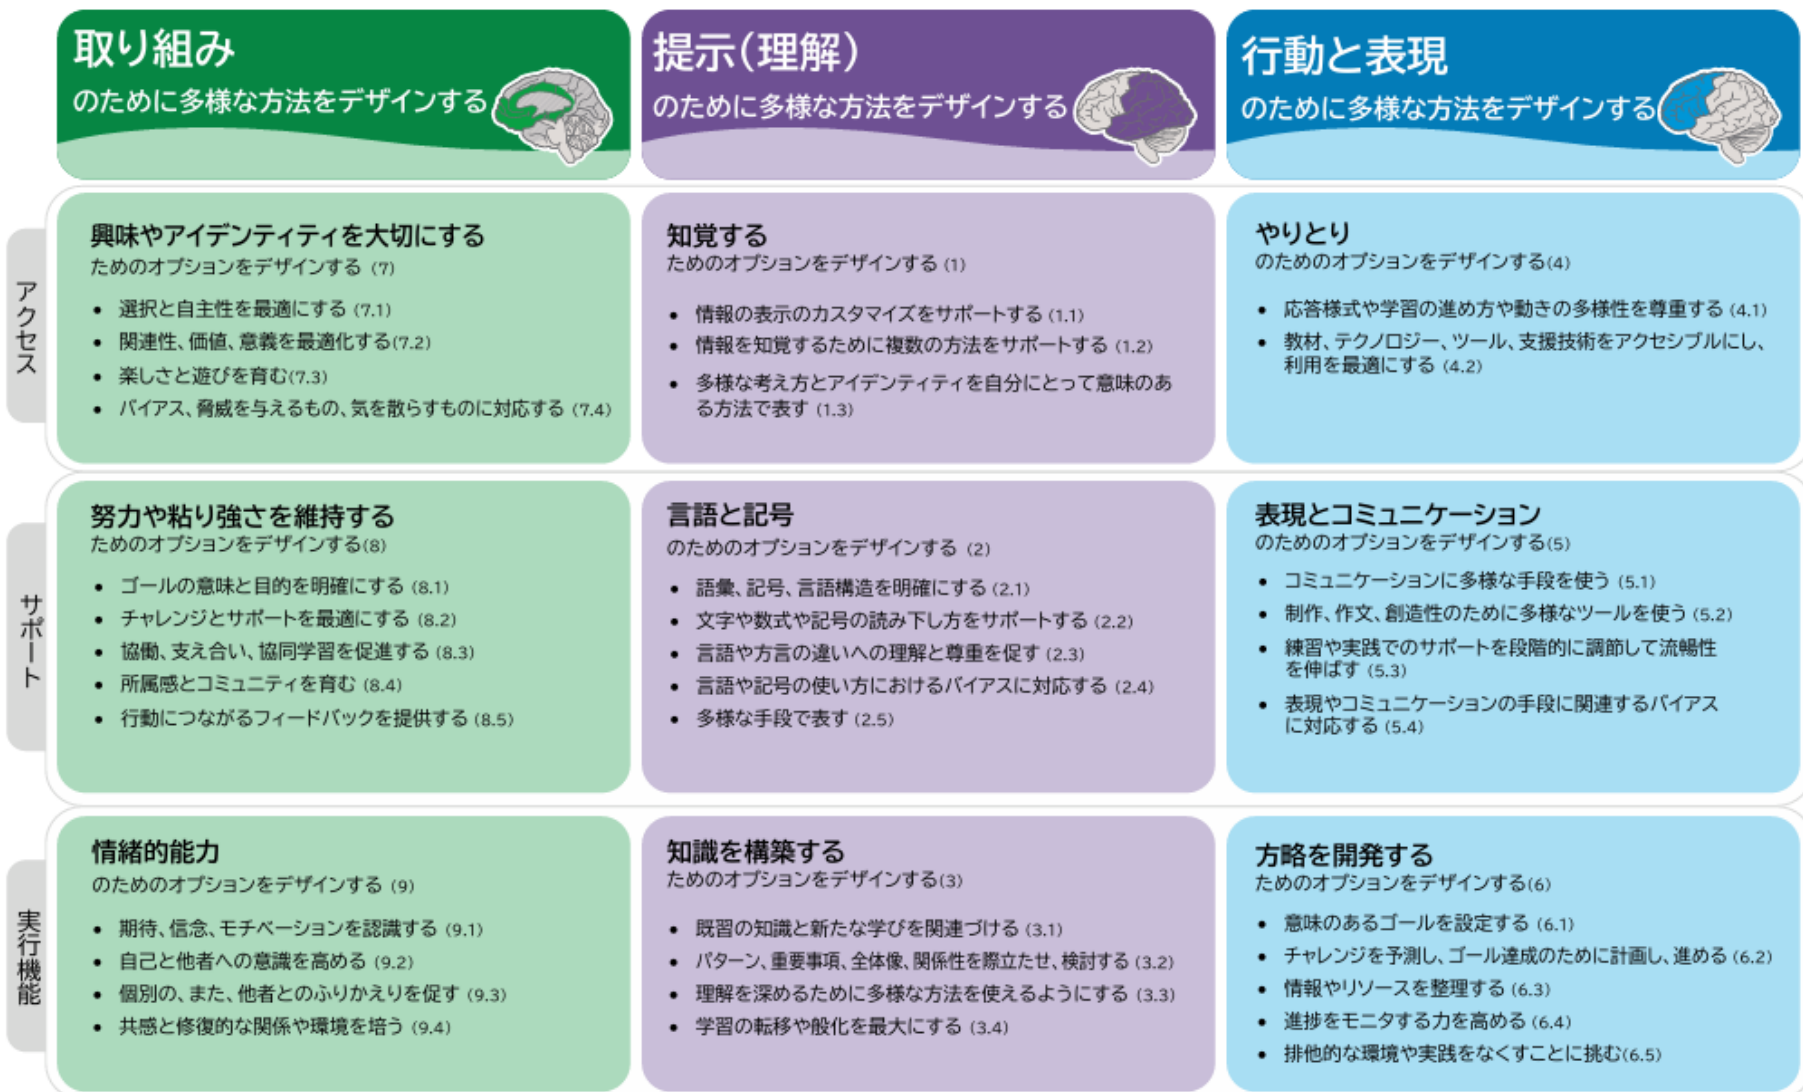 取り組み
のために多様な方法をデザインする
提示(理解)
のために多様な方法をデザインする
行動と表現
のために多様な方法をデザインする
アクセス
興味やアイデンティティを大切にする
ためのオプションをデザインする (7)
• 選択と自主性を最適にする (7.1)
• 関連性、価値、意義を最適化する(7.2)
• 楽しさと遊びを育む(7.3)
• バイアス、脅威を与えるもの、気を散らすものに対応する (7.4)
知覚する
ためのオプションをデザインする (1)
• 情報の表示のカスタマイズをサポートする (1.1)
• 情報を知覚するために複数の方法をサポートする (1.2)
• 多様な考え方とアイデンティティを自分にとって意味のあ
る方法で表す (1.3)
やりとり
のためのオプションをデザインする(4)
• 応答様式や学習の進め方や動きの多様性を尊重する (4.1)
• 教材、テクノロジー、ツール、支援技術をアクセシブルにし、
利用を最適にする (4.2)
サポート
努力や粘り強さを維持する
ためのオプションをデザインする(8)
• ゴールの意味と目的を明確にする (8.1)
• チャレンジとサポートを最適にする (8.2)
• 協働、支え合い、協同学習を促進する (8.3)
• 所属感とコミュニティを育む (8.4)
• 行動につながるフィードバックを提供する (8.5)
言語と記号
のためのオプションをデザインする (2)
• 語彙、記号、言語構造を明確にする (2.1)
• 文字や数式や記号の読み下し方をサポートする (2.2)
• 言語や方言の違いへの理解と尊重を促す (2.3)
• 言語や記号の使い方におけるバイアスに対応する (2.4)
• 多様な手段で表す (2.5)
表現とコミュニケーション
のためのオプションをデザインする(5)
• コミュニケーションに多様な手段を使う (5.1)
• 制作、作文、創造性のために多様なツールを使う (5.2)
• 練習や実践でのサポートを段階的に調節して流暢性
を伸ばす (5.3)
• 表現やコミュニケーションの手段に関連するバイアス
に対応する (5.4)
実行機能
情緒的能力
のためのオプションをデザインする (9)
• 期待、信念、モチベーションを認識する (9.1)
• 自己と他者への意識を高める (9.2)
• 個別の、また、他者とのふりかえりを促す (9.3)
• 共感と修復的な関係や環境を培う (9.4)
知識を構築する
ためのオプションをデザインする(3)
• 既習の知識と新たな学びを関連づける (3.1)
• パターン、重要事項、全体像、関係性を際立たせ、検討する (3.2)
• 理解を深めるために多様な方法を使えるようにする (3.3)
• 学習の転移や般化を最大にする (3.4)
方略を開発する
ためのオプションをデザインする(6)
• 意味のあるゴールを設定する (6.1)
• チャレンジを予測し、ゴール達成のために計画し、進める (6.2)
• 情報やリソースを整理する (6.3)
• 進捗をモニタする力を高める (6.4)
• 排他的な環境や実践をなくすことに挑む(6.5)